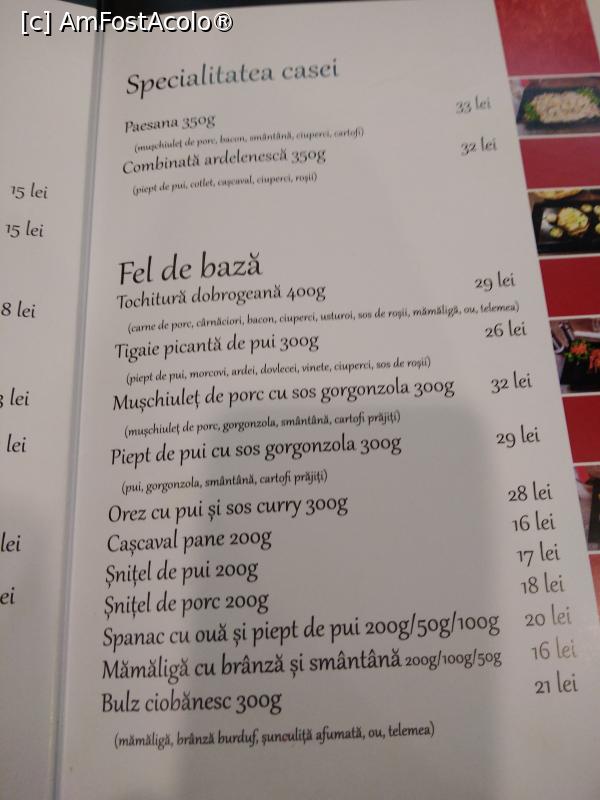 [c] AmFostAcolo®
Specialitatea casei
Paesana 350g 33 lei
(mușchiuleț de porc, bacon, smântână, ciuperci, cartofi)
Combinată ardelenescă 350g 32 lei
(piept de pui, cotlet, cașcaval, ciuperci, roșii)
15 lei
15 lei
8 lei
lei
lei
lei
ei
Fel de bază
Tochitură dobrogeană 400g 29 lei
(carne de porc, cârnăciori, bacon, ciuperci, usturoi, sos de roșii, mămăligă, ou, telemea)
Tigaie picantă de pui 300g 26 lei
(piept de pui, morcovi, ardei, dovlecei, vinete, ciuperci, sos de roșii)
Mușchiuleț de porc cu sos gorgonzola 300g 32 lei
(mușchiuleț de porc, gorgonzola, smântână, cartofi prăjiți)
Piept de pui cu sos gorgonzola 300g 29 lei
(pui, gorgonzola, smântână, cartofi prăjiți)
Orez cu pui și sos curry 300g 28 lei
Cașcaval pane 200g 16 lei
Șnițel de pui 200g 17 lei
Șnițel de porc 200g 18 lei
Spanac cu ouă și piept de pui 200g/50g/100g 20 lei
Mămăligă cu brânză și smântână 200g/100g/50g 16 lei
Bulz ciobănesc 300g 21 lei
(mămăligă, brânză burduf, șunculiță afumată, ou, telemea)